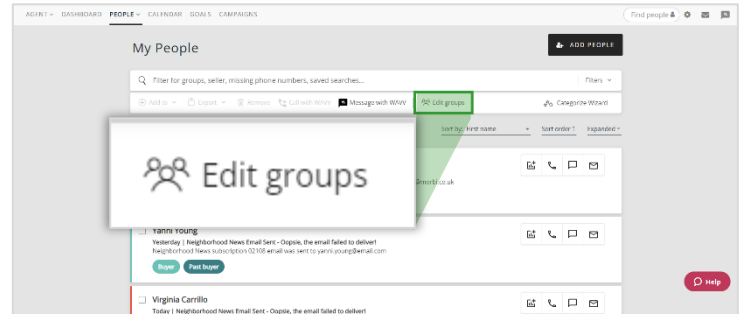 AGENT DASHBOARD PEOPLE CALENDAR GOALS CAMPAIGNS
Find people
My People
ADD PEOPLE
Filter for groups, seller, missing phone numbers, saved searches...
Filters
Add to Export Remove Call with WAVV Message with WAVV Edit groups Categorize Wizard
Sort by: First name Sort order Expanded
Edit groups
Yanni Young
Yesterday | Neighborhood News Email Sent - Oopsie, the email failed to deliver!
Neighborhood News subscription 02108 email was sent to yanni.young@email.com
Buyer Past buyer
Help
Virginia Carrillo
Today | Neighborhood News Email Sent - Oopsie, the email failed to deliver!